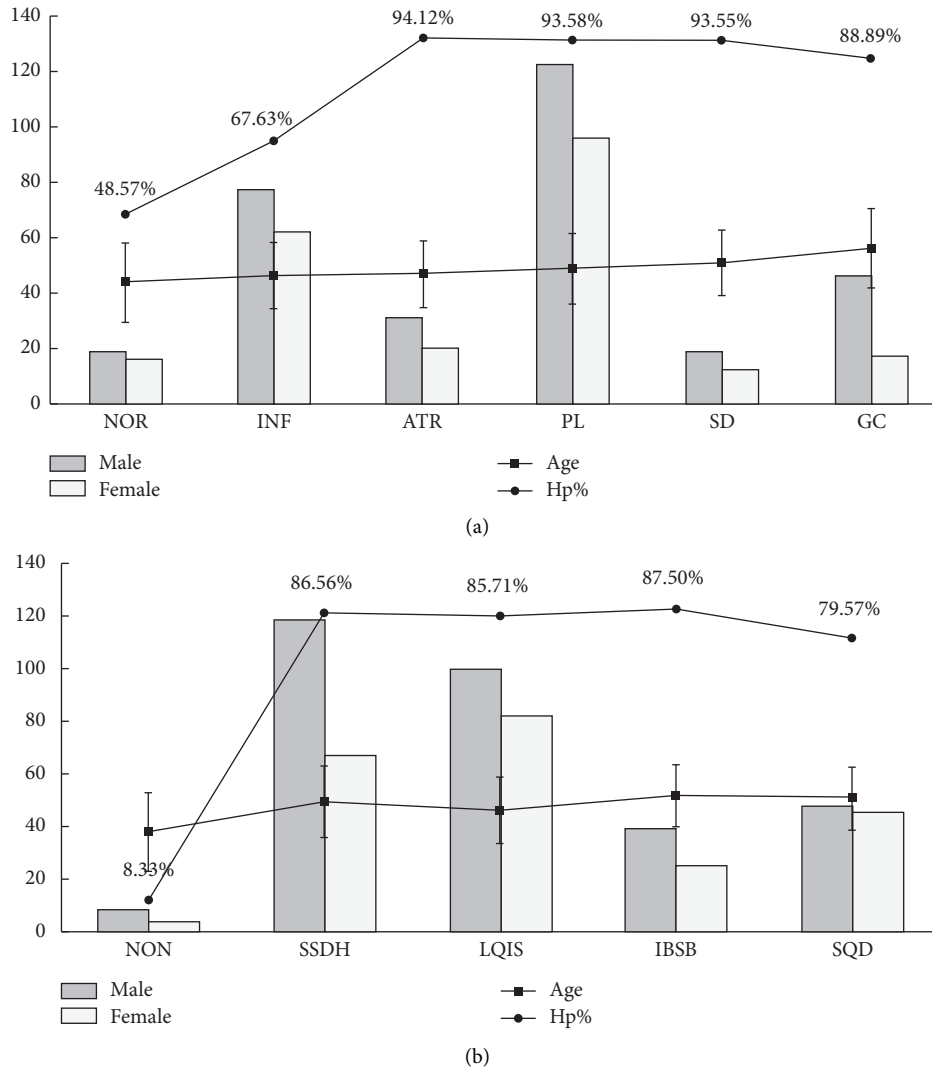 140
120
100
80
60
40
20
0
48.57%
67.63%
94.12%
93.58%
93.55%
88.89%
NOR INF ATR PL SD GC
Male
Female
Age
Hp%
(a)
140
120
100
80
60
40
20
0
8.33%
86.56%
85.71%
87.50%
79.57%
NON SSDH LQIS IBSB SQD
Male
Female
Age
Hp%
(b)